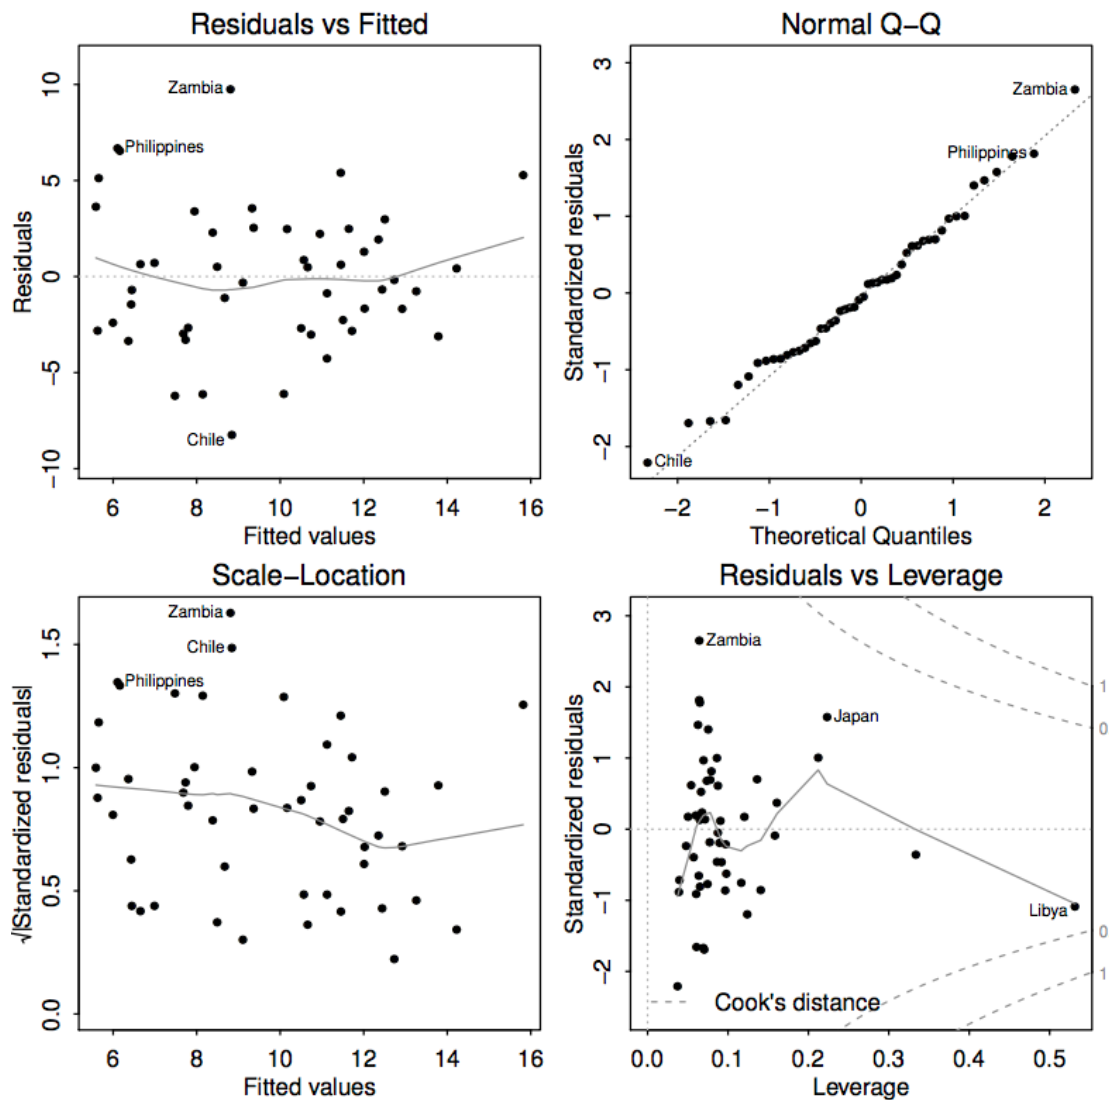 Residuals vs Fitted
10
5
0
−5
−10
Residuals
Zambia
Philippines
Chile
6 8 10 12 14 16
Fitted values
Normal Q−Q
3
2
1
0
−1
−2
Standardized residuals
Zambia
Philippines
Chile
−2 −1 0 1 2
Theoretical Quantiles
Scale−Location
1.5
1.0
0.5
0.0
√|Standardized residuals|
Zambia
Chile
Philippines
6 8 10 12 14 16
Fitted values
Residuals vs Leverage
3
2
1
0
−1
−2
Standardized residuals
Zambia
Japan
Libya
1
0
0
1
Cook's distance
0.0 0.1 0.2 0.3 0.4 0.5
Leverage